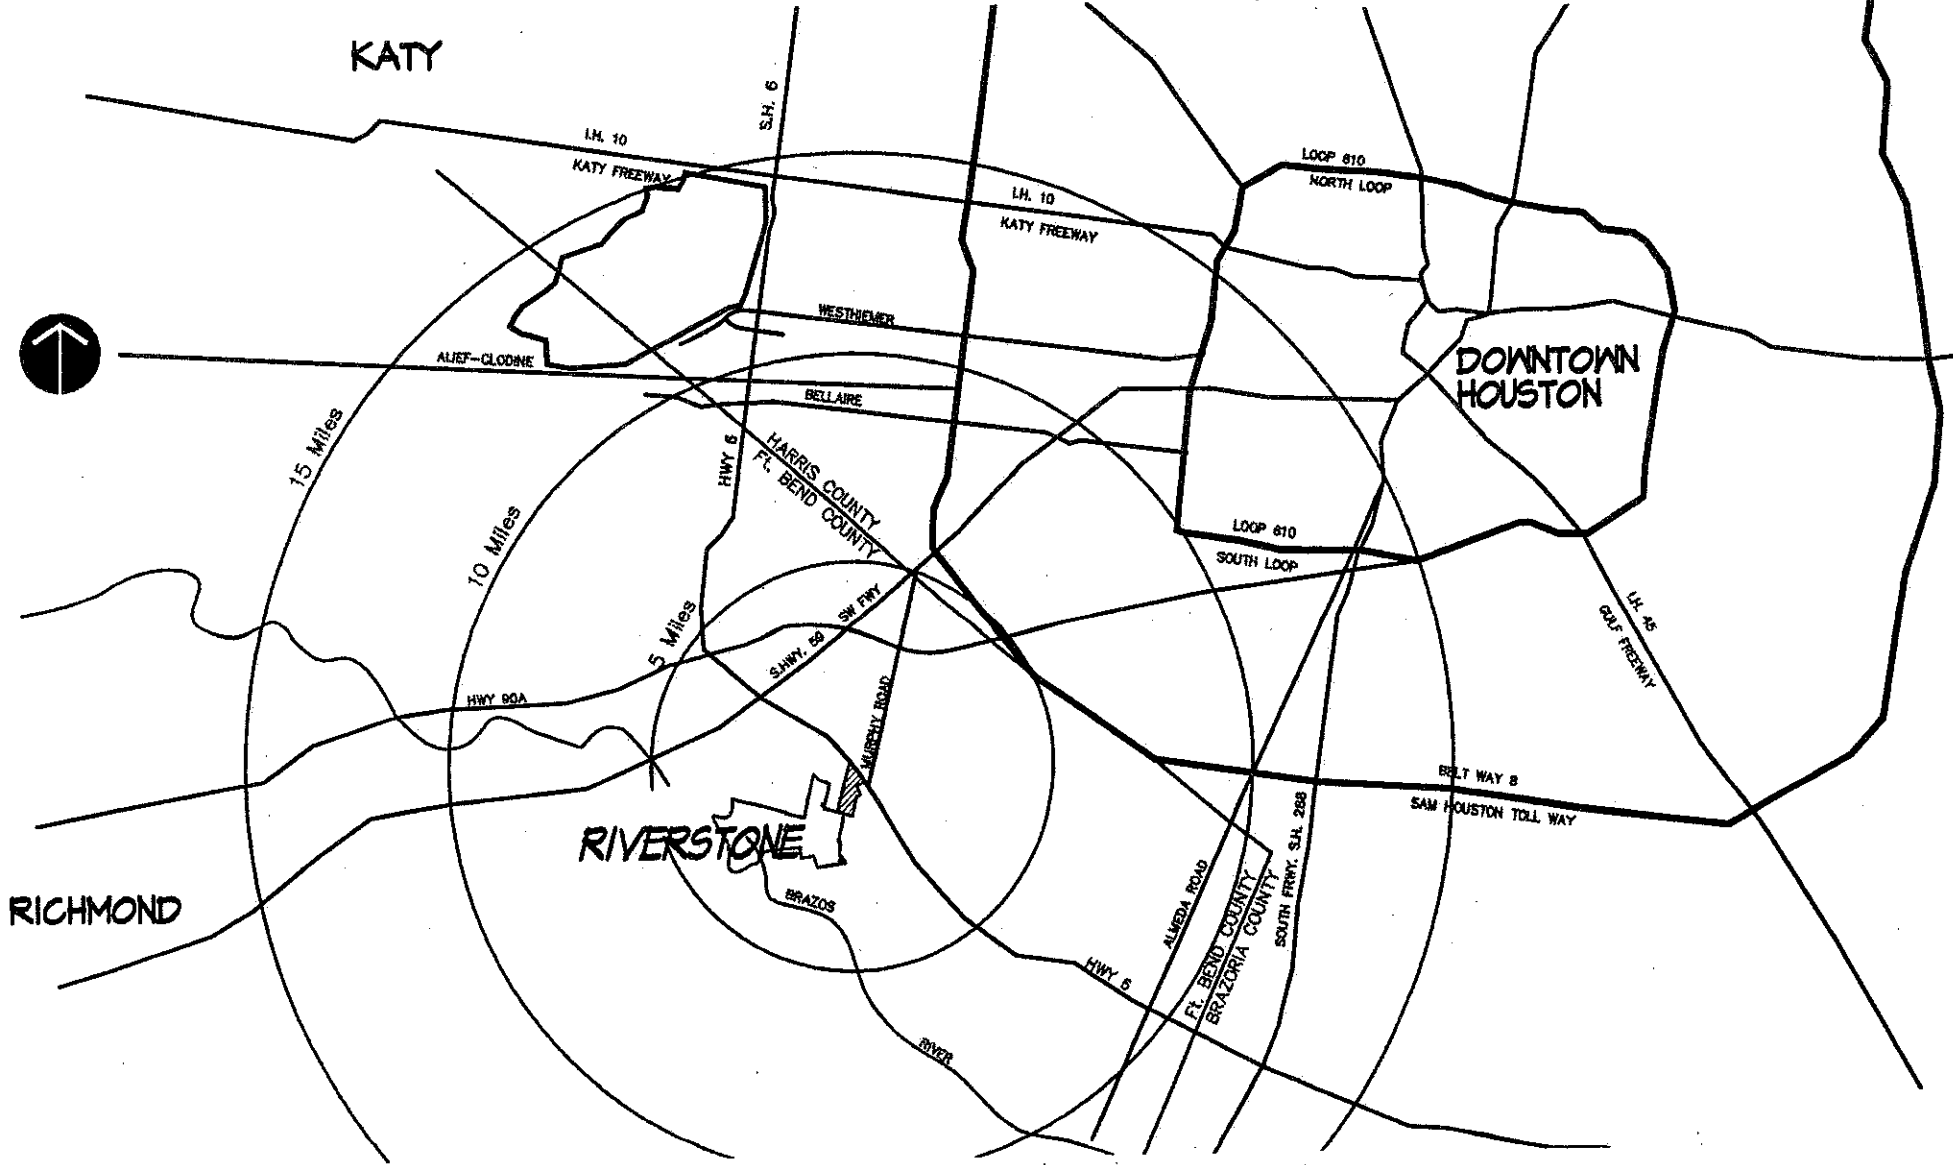 KATY
S.H. 6
I.H. 10
KATY FREEWAY
I.H. 10
KATY FREEWAY
LOOP 610
NORTH LOOP
WESTHIEMER
ALIEF-CLODINE
BELLAIRE
DOWNTOWN
HOUSTON
15 Miles
HWY 6
HARRIS COUNTY
Ft. BEND COUNTY
10 Miles
LOOP 610
SOUTH LOOP
5 Miles
S.HWY. 59
SW FWY
I.H. 45
GULF FREEWAY
HWY 90A
MURPHY ROAD
BELT WAY 8
SAM HOUSTON TOLL WAY
RIVERSTONE
SOUTH FRWY. S.H. 288
ALMEDA ROAD
Ft. BEND COUNTY
BRAZORIA COUNTY
RICHMOND
BRAZOS
HWY 6
RIVER